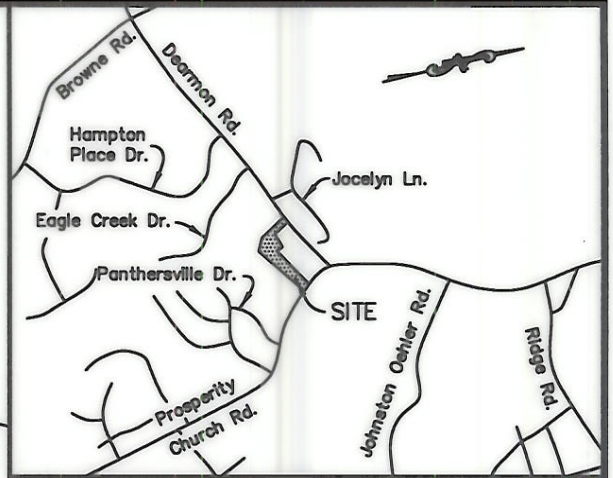 Browne Rd.
Dearmon Rd.
Hampton
Place Dr.
Jocelyn Ln.
Eagle Creek Dr.
Panthersville Dr.
SITE
Johnston Oehler Rd.
Ridge Rd.
Prosperity
Church Rd.